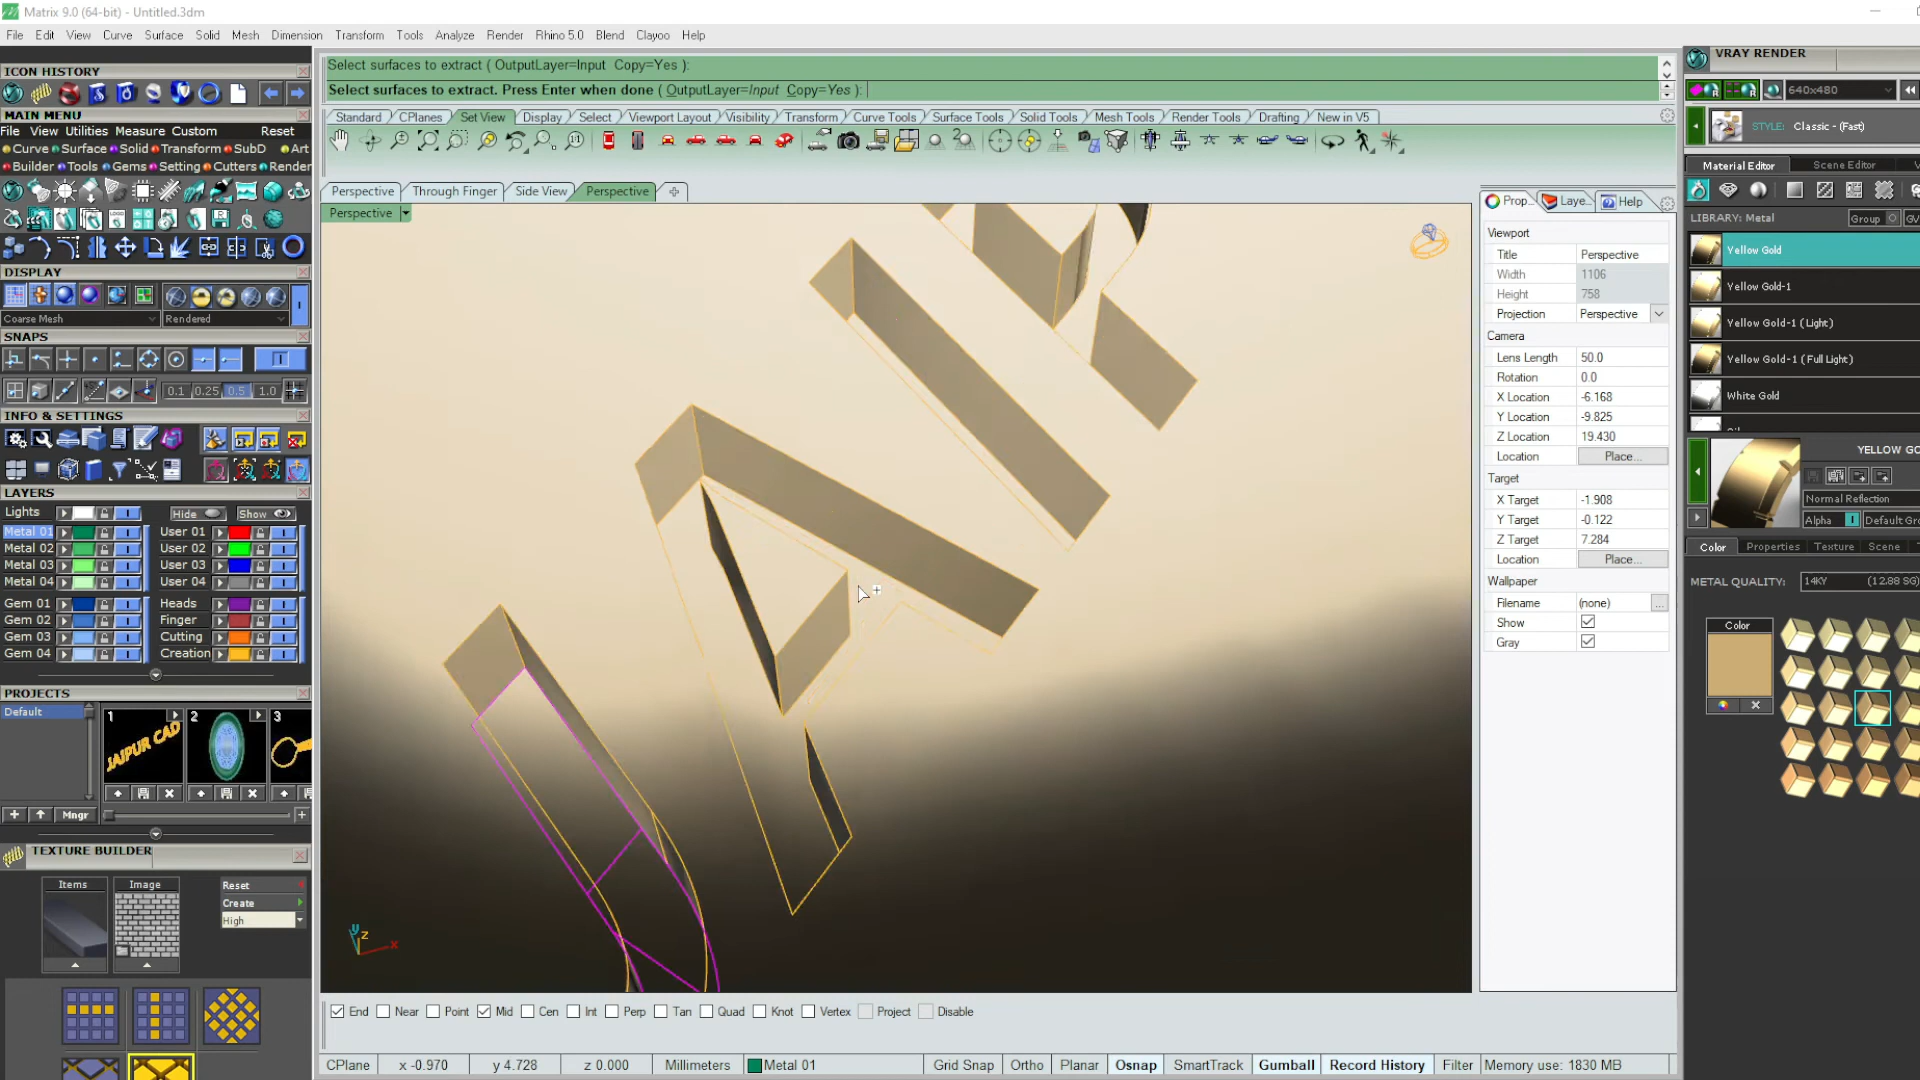 Matrix 9.0 (64-bit) - Untitled.3dm
File Edit View Curve Surface Solid Mesh Dimension Transform Tools Analyze Render Rhino 5.0 Blend Clayoo Help
ICON HISTORY
MAIN MENU
File View Utilities Measure Custom Reset
Curve Surface Solid Transform SubD Art
Builder Tools Gems Setting Cutters Render
DISPLAY
Coarse Mesh Rendered
SNAPS
0.1 0.25 0.5 1.0
INFO & SETTINGS
LAYERS
Lights Hide Show
Metal 01 User 01
Metal 02 User 02
Metal 03 User 03
Metal 04 User 04
Gem 01 Heads
Gem 02 Finger
Gem 03 Cutting
Gem 04 Creation
PROJECTS
Default 1 2 3
JAIPUR CAD
Mngr
TEXTURE BUILDER
Items Image Reset
Create
High
Select surfaces to extract ( OutputLayer=Input Copy=Yes ):
Select surfaces to extract. Press Enter when done ( OutputLayer=Input Copy=Yes ):
Standard CPlanes Set View Display Select Viewport Layout Visibility Transform Curve Tools Surface Tools Solid Tools Mesh Tools Render Tools Drafting New in V5
Perspective Through Finger Side View Perspective
Perspective
y z x
End Near Point Mid Cen Int Perp Tan Quad Knot Vertex Project Disable
CPlane x -0.970 y 4.728 z 0.000 Millimeters Metal 01 Grid Snap Ortho Planar Osnap SmartTrack Gumball Record History Filter Memory use: 1830 MB
Prop... Laye... Help
Viewport
Title Perspective
Width 1106
Height 758
Projection Perspective
Camera
Lens Length 50.0
Rotation 0.0
X Location -6.168
Y Location -9.825
Z Location 19.430
Location Place...
Target
X Target -1.908
Y Target -0.122
Z Target 7.284
Location Place...
Wallpaper
Filename (none) ...
Show
Gray
VRAY RENDER
640x480
STYLE: Classic - (Fast)
Material Editor Scene Editor
LIBRARY: Metal Group
Yellow Gold
Yellow Gold-1
Yellow Gold-1 (Light)
Yellow Gold-1 (Full Light)
White Gold
YELLOW GO
Normal Reflection
Alpha Default Gro
Color Properties Texture Scene
METAL QUALITY: 14KY (12.88 SG)
Color